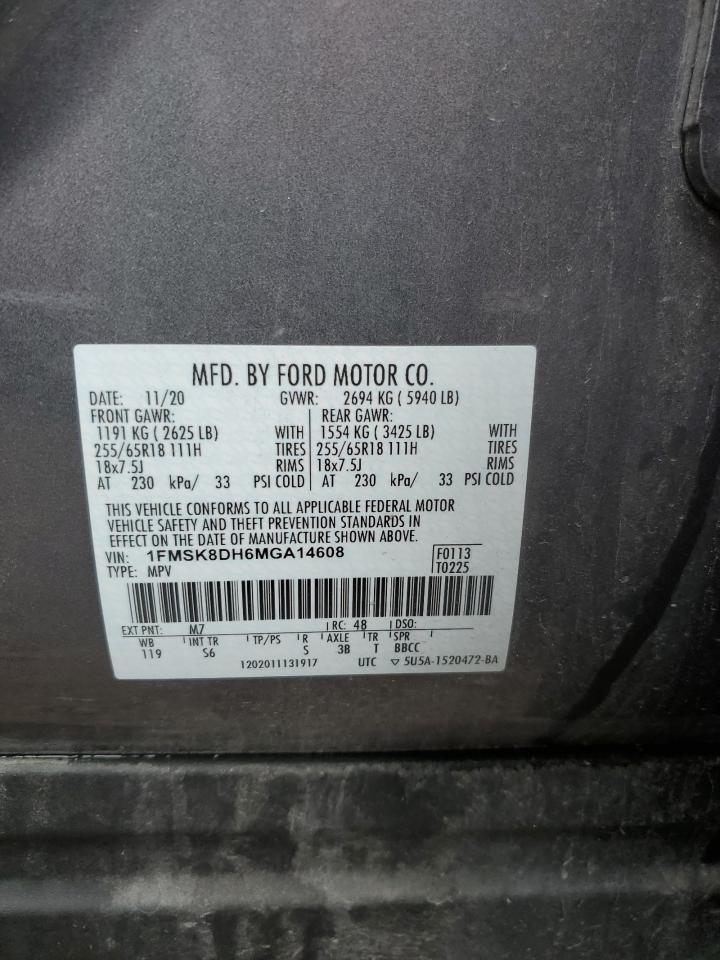 MFD. BY FORD MOTOR CO.
DATE: 11/20 GVWR: 2694 KG ( 5940 LB)
FRONT GAWR: REAR GAWR:
1191 KG ( 2625 LB) WITH 1554 KG ( 3425 LB) WITH
255/65R18 111H TIRES 255/65R18 111H TIRES
18x7.5J RIMS 18x7.5J RIMS
AT 230 kPa/ 33 PSI COLD AT 230 kPa/ 33 PSI COLD
THIS VEHICLE CONFORMS TO ALL APPLICABLE FEDERAL MOTOR
VEHICLE SAFETY AND THEFT PREVENTION STANDARDS IN
EFFECT ON THE DATE OF MANUFACTURE SHOWN ABOVE.
VIN: 1FMSK8DH6MGA14608 F0113
TYPE: MPV T0225
EXT PNT: M7 RC: 48 DSO:
WB INT TR TP/PS R AXLE TR SPR
119 S6 S 3B T BBCC
1202011131917 UTC ▽ 5U5A-1520472-BA